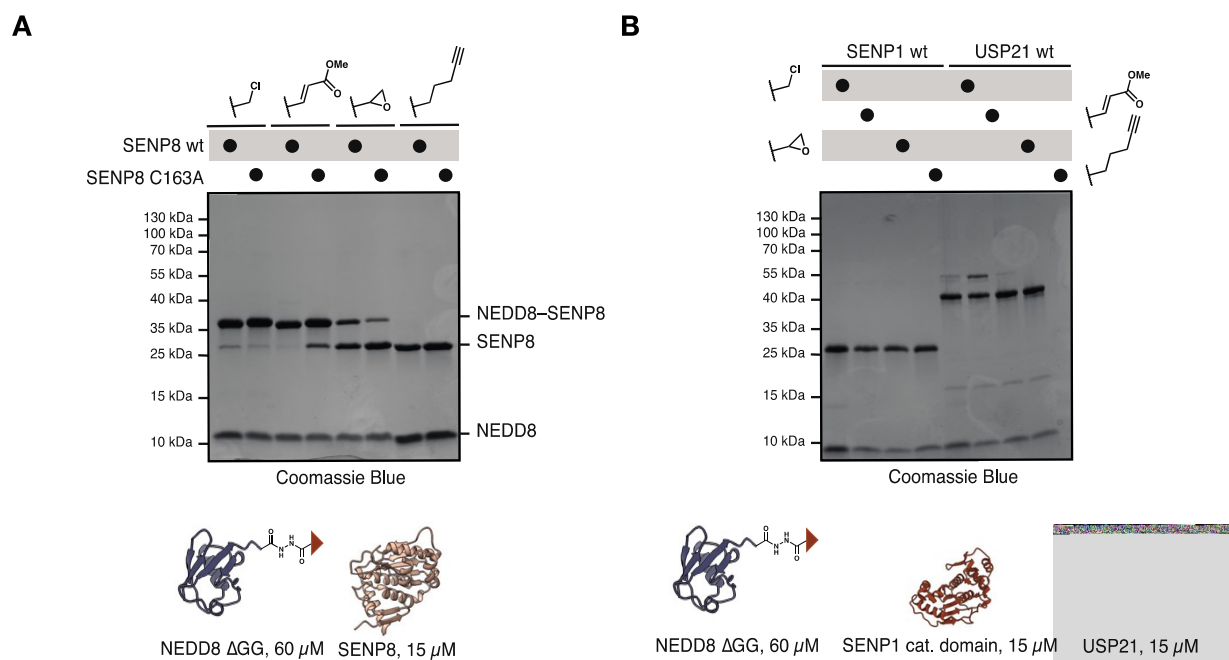 A
OMe
Cl
O
O
SENP8 wt
SENP8 C163A
130 kDa
100 kDa
70 kDa
55 kDa
40 kDa
35 kDa
25 kDa
15 kDa
10 kDa
NEDD8–SENP8
SENP8
NEDD8
Coomassie Blue
O
H
N
N
H
O
NEDD8 ΔGG, 60 µM
SENP8, 15 µM
B
SENP1 wt
USP21 wt
Cl
OMe
O
O
130 kDa
100 kDa
70 kDa
55 kDa
40 kDa
35 kDa
25 kDa
15 kDa
10 kDa
Coomassie Blue
O
H
N
N
H
O
NEDD8 ΔGG, 60 µM
SENP1 cat. domain, 15 µM
USP21, 15 µM